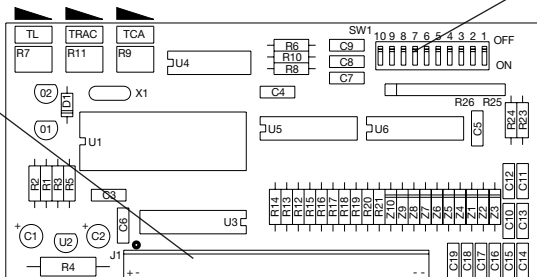 TL TRAC TCA
R7 R11 R9
SW1 10 9 8 7 6 5 4 3 2 1 OFF
ON
U4 R6 R10 R8 C9 C8 C7
02 D1 X1 C4 R26 R25
01 U1 U5 U6 C5 R24 R23
R2 R1 R3 R5 C3 C6 U3
R14 R13 R12 R15 R16 R17 R18 R19 R20 R21 Z10 Z9 Z8 Z7 Z6 Z5 Z4 Z1 Z2 Z3
C12 C11 C10 C13
+ C1 U2 + C2 J1
R4 + - - -
C19 C18 C17 C16 C15 C14